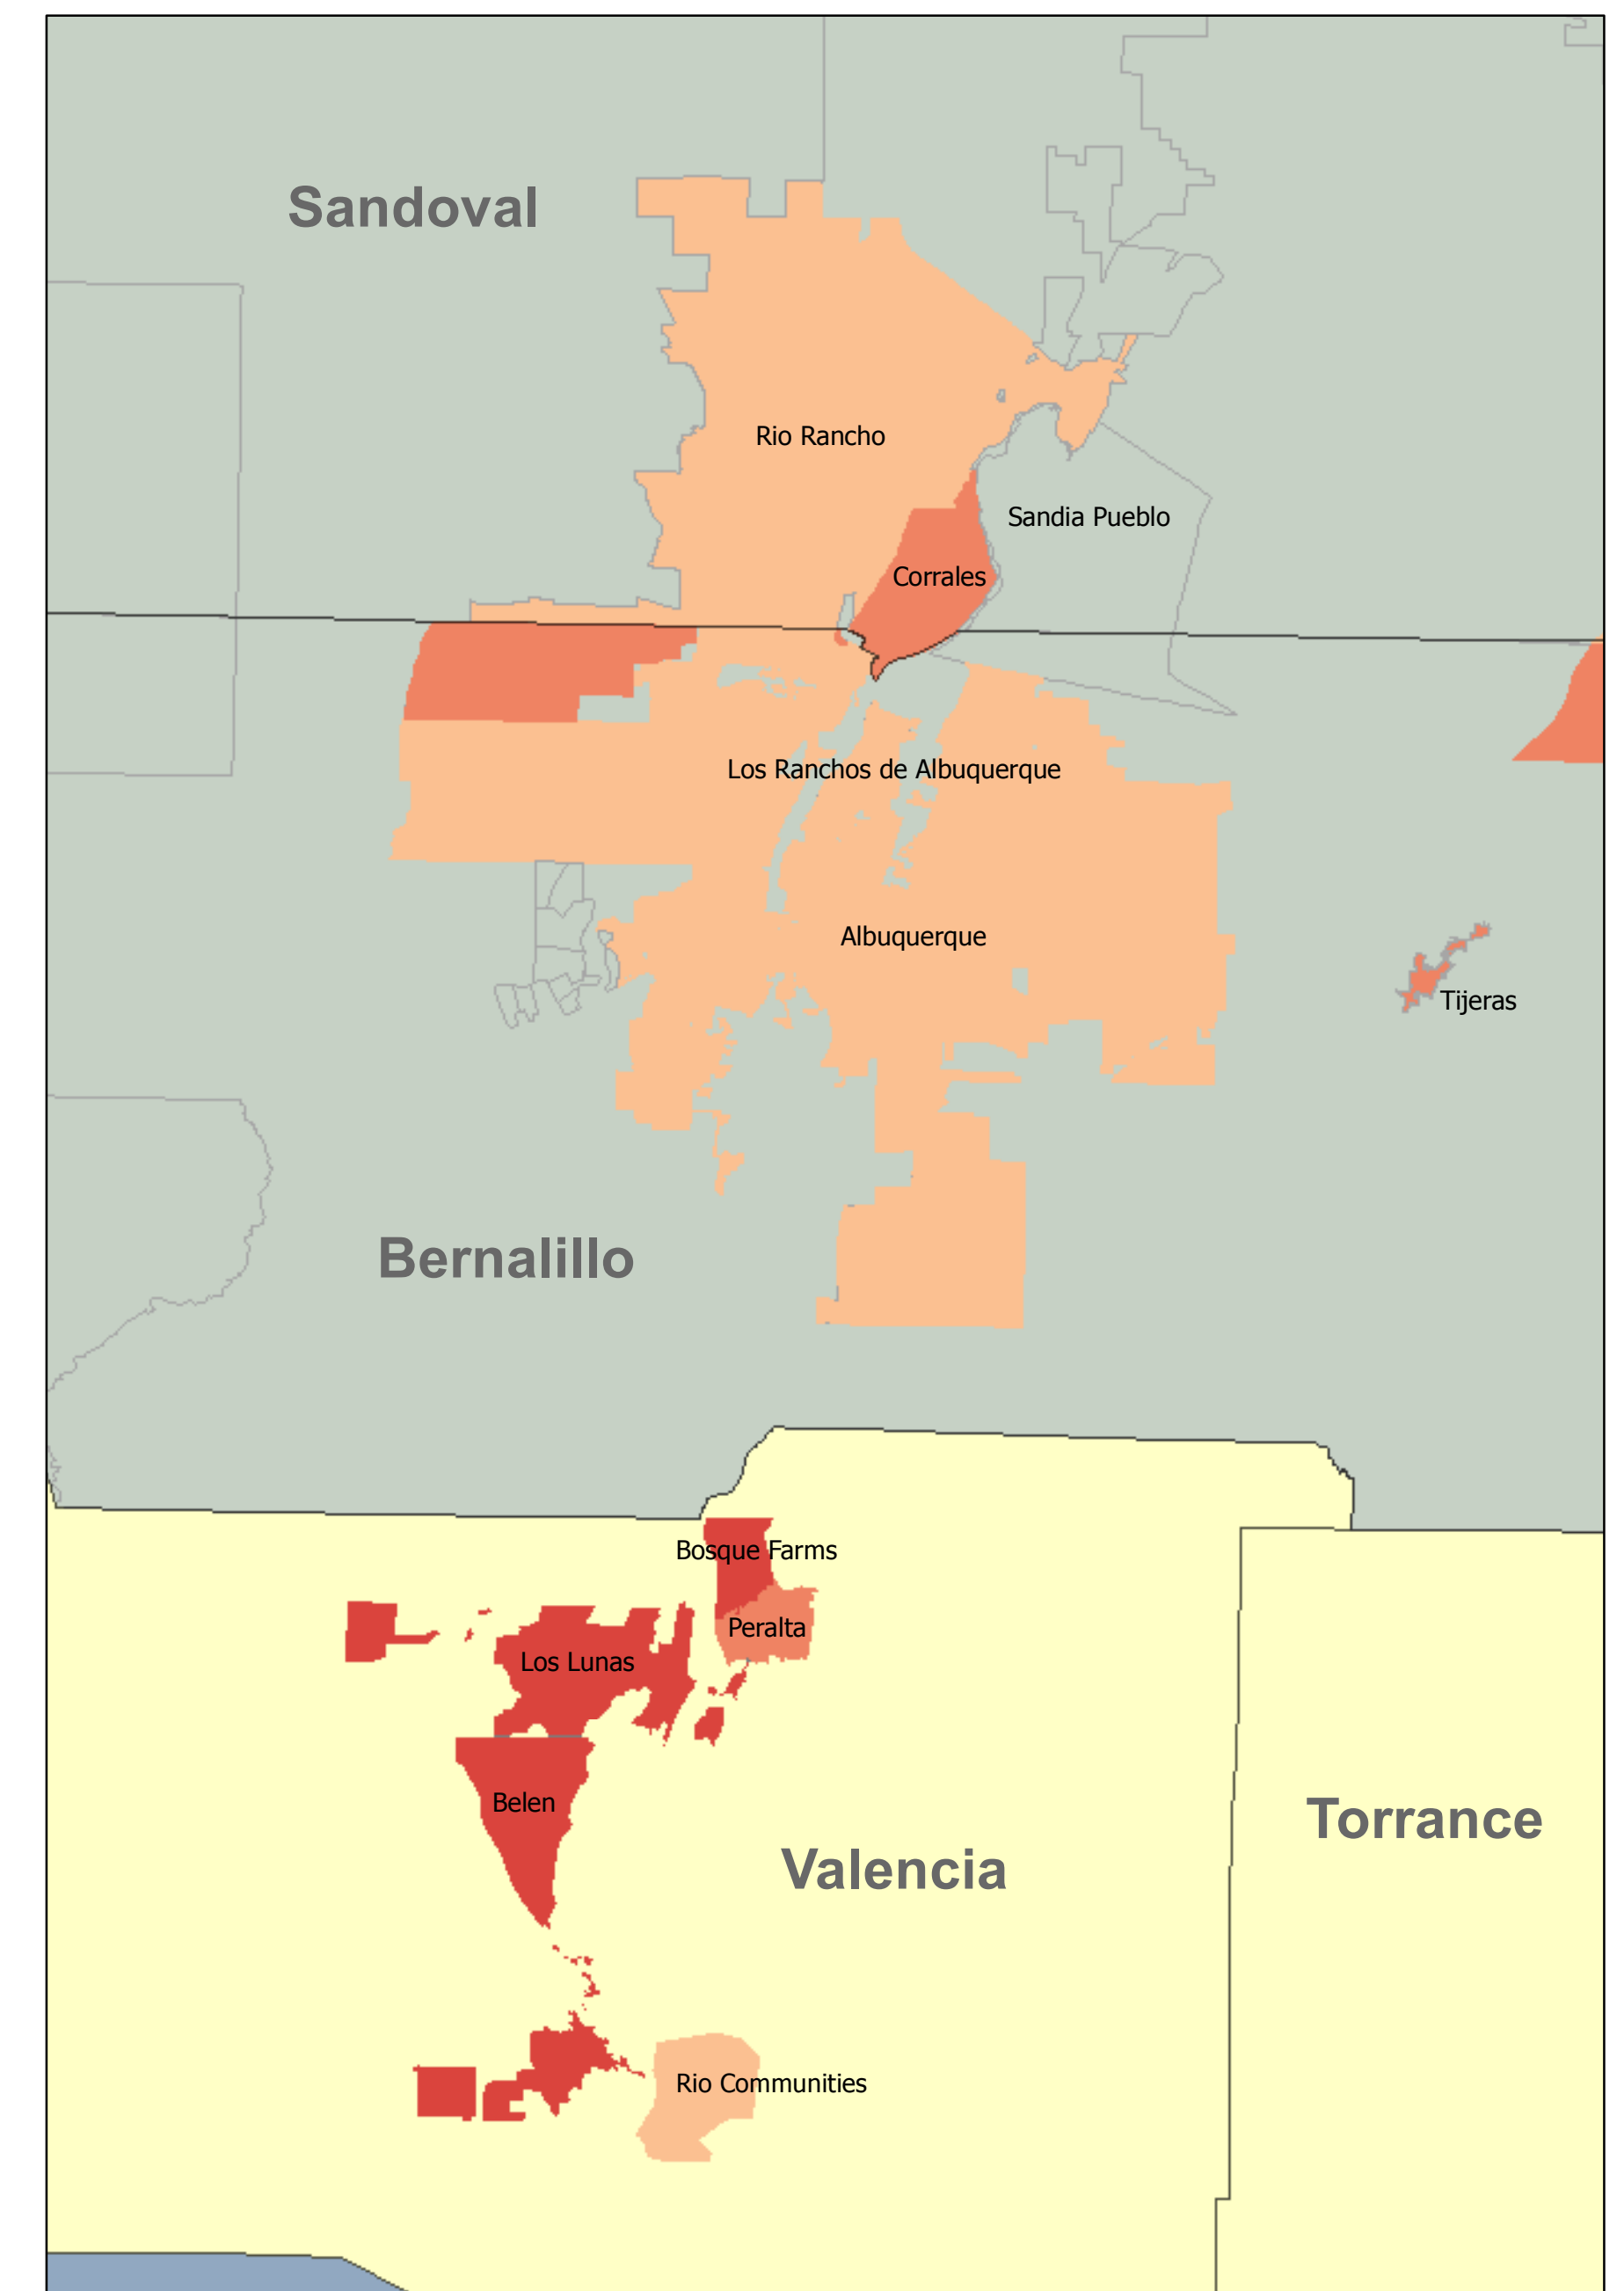 Sandoval
Rio Rancho
Sandia Pueblo
Corrales
Los Ranchos de Albuquerque
Albuquerque
Tijeras
Bernalillo
Bosque Farms
Peralta
Los Lunas
Belen
Torrance
Valencia
Rio Communities